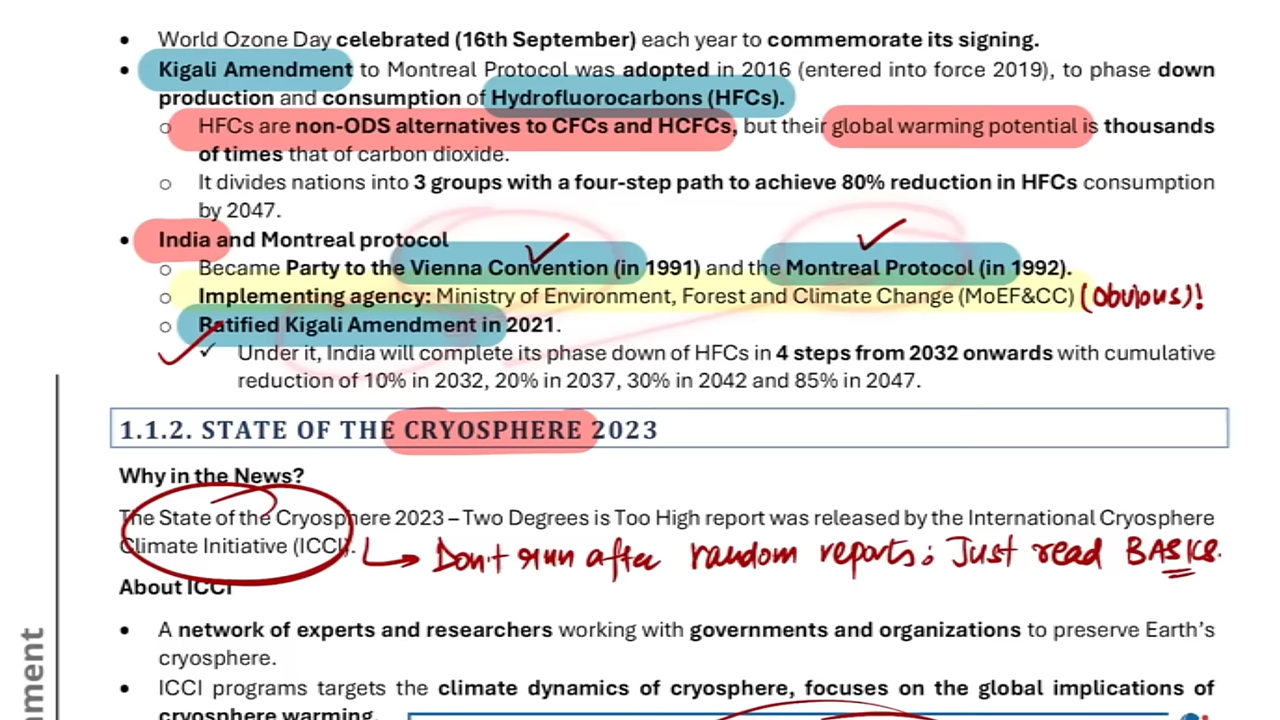 • World Ozone Day celebrated (16th September) each year to commemorate its signing.
• Kigali Amendment to Montreal Protocol was adopted in 2016 (entered into force 2019), to phase down
production and consumption of Hydrofluorocarbons (HFCs).
o HFCs are non-ODS alternatives to CFCs and HCFCs, but their global warming potential is thousands
of times that of carbon dioxide.
o It divides nations into 3 groups with a four-step path to achieve 80% reduction in HFCs consumption
by 2047.
• India and Montreal protocol
o Became Party to the Vienna Convention (in 1991) and the Montreal Protocol (in 1992).
o Implementing agency: Ministry of Environment, Forest and Climate Change (MoEF&CC) (Obvious)!
o Ratified Kigali Amendment in 2021.
✓ Under it, India will complete its phase down of HFCs in 4 steps from 2032 onwards with cumulative
reduction of 10% in 2032, 20% in 2037, 30% in 2042 and 85% in 2047.
1.1.2. STATE OF THE CRYOSPHERE 2023
Why in the News?
The State of the Cryosphere 2023 – Two Degrees is Too High report was released by the International Cryosphere
Climate Initiative (ICCI).
Don't run after random reports; Just read BASICS.
About ICCI
• A network of experts and researchers working with governments and organizations to preserve Earth's
cryosphere.
• ICCI programs targets the climate dynamics of cryosphere, focuses on the global implications of
cryosphere warming.
nment